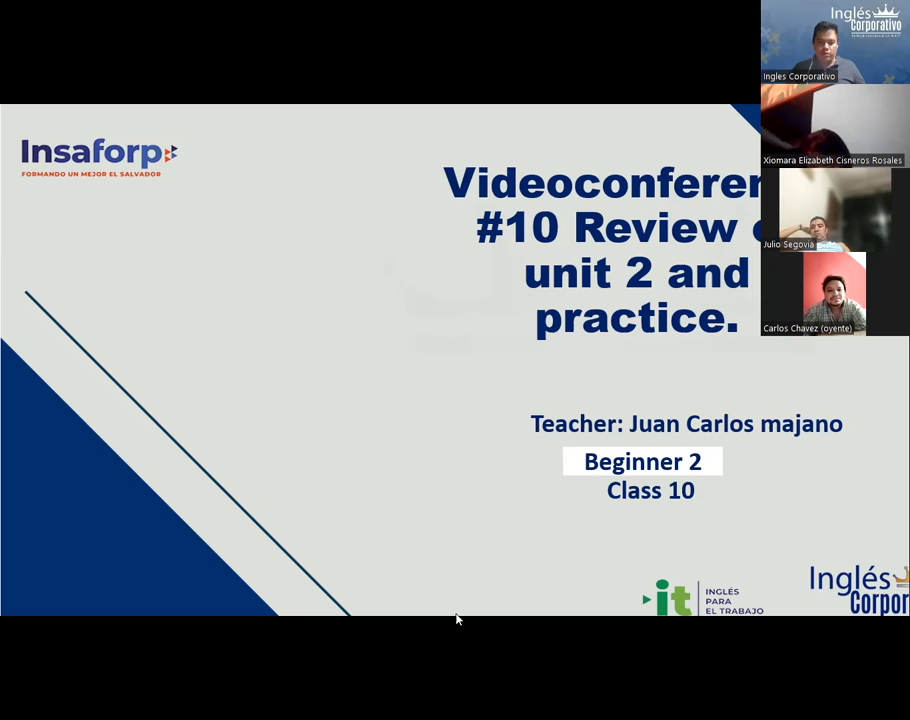 Inglés
Corporativo
Ingles Corporativo
Xiomara Elizabeth Cisneros Rosales
Julio Segovia
Carlos Chavez (oyente)
Insaforp
FORMANDO UN MEJOR EL SALVADOR
Videoconferen
#10 Review
unit 2 and
practice.
Teacher: Juan Carlos majano
Beginner 2
Class 10
it
INGLÉS
PARA
EL TRABAJO
Inglés
Corpor